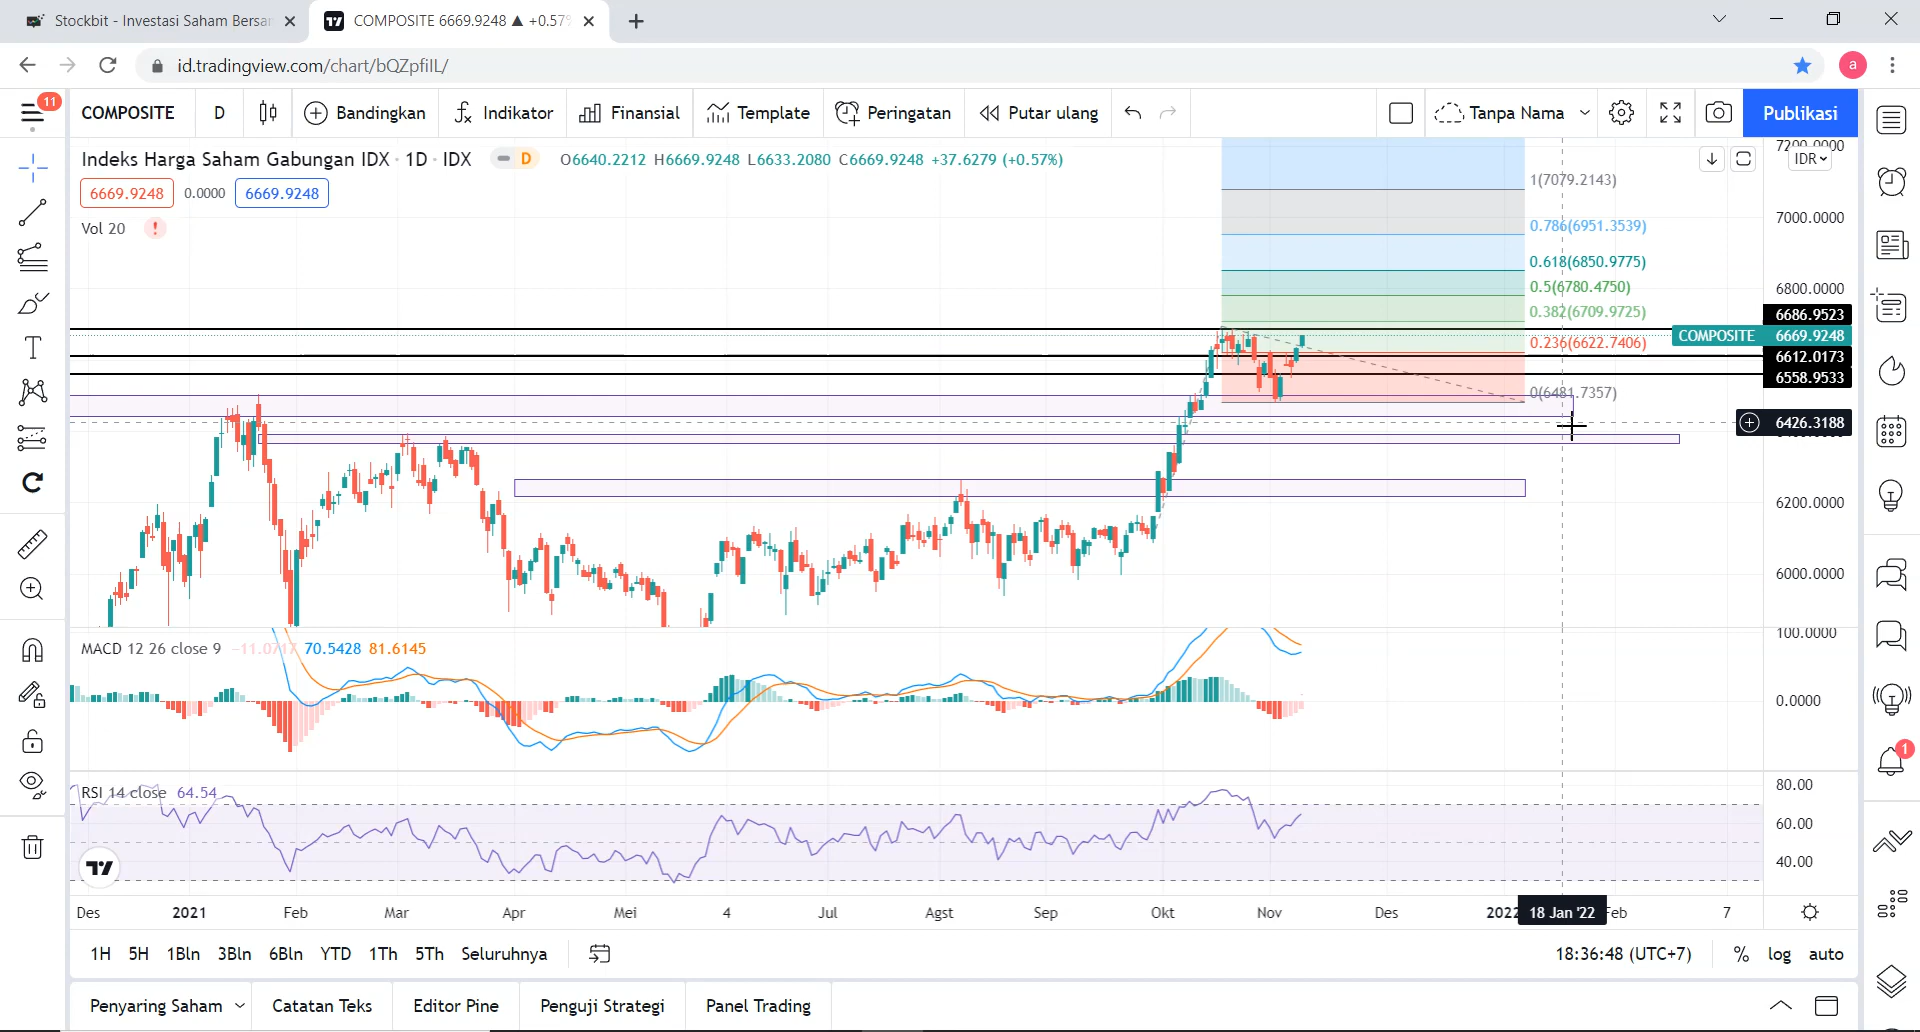 Stockbit - Investasi Saham Bersar
COMPOSITE 6669.9248 ▲ +0.57%
id.tradingview.com/chart/bQZpfiIL/
a
11
COMPOSITE
D
Bandingkan
Indikator
Finansial
Template
Peringatan
Putar ulang
Tanpa Nama
Publikasi
Indeks Harga Saham Gabungan IDX · 1D · IDX
D
O6640.2212 H6669.9248 L6633.2080 C6669.9248 +37.6279 (+0.57%)
IDR
6669.9248
0.0000
6669.9248
Vol 20
!
7200.0000
1(7079.2143)
7000.0000
0.786(6951.3539)
0.618(6850.9775)
0.5(6780.4750)
6800.0000
0.382(6709.9725)
6686.9523
COMPOSITE 6669.9248
0.236(6622.7406)
6612.0173
6558.9533
0(6481.7357)
6426.3188
6200.0000
6000.0000
MACD 12 26 close 9 −11.0717 70.5428 81.6145
100.0000
0.0000
RSI 14 close 64.54
80.00
60.00
40.00
Des 2021 Feb Mar Apr Mei 4 Jul Agst Sep Okt Nov Des 2022 18 Jan '22 Feb 7
1H 5H 1Bln 3Bln 6Bln YTD 1Th 5Th Seluruhnya
18:36:48 (UTC+7) % log auto
Penyaring Saham
Catatan Teks
Editor Pine
Penguji Strategi
Panel Trading
T
1